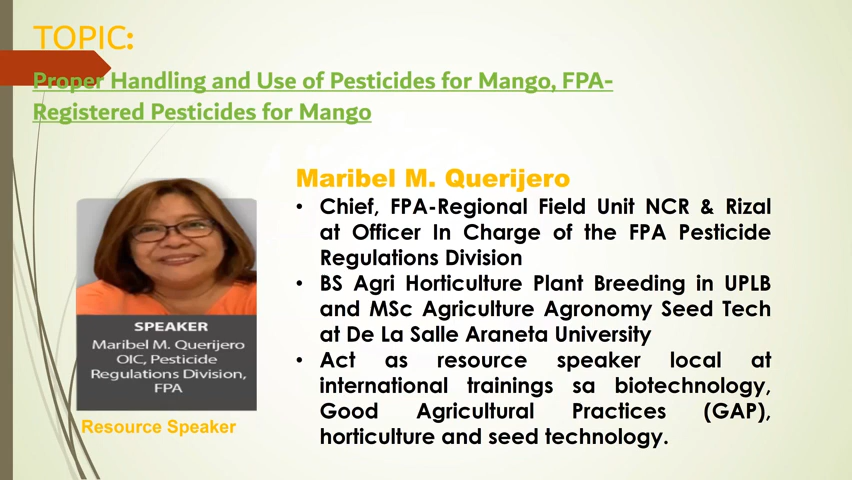 TOPIC:
Proper Handling and Use of Pesticides for Mango, FPA-
Registered Pesticides for Mango
Maribel M. Querijero
• Chief, FPA-Regional Field Unit NCR & Rizal
at Officer In Charge of the FPA Pesticide
Regulations Division
• BS Agri Horticulture Plant Breeding in UPLB
and MSc Agriculture Agronomy Seed Tech
at De La Salle Araneta University
• Act as resource speaker local at
international trainings sa biotechnology,
Good Agricultural Practices (GAP),
horticulture and seed technology.
SPEAKER
Maribel M. Querijero
OIC, Pesticide
Regulations Division,
FPA
Resource Speaker